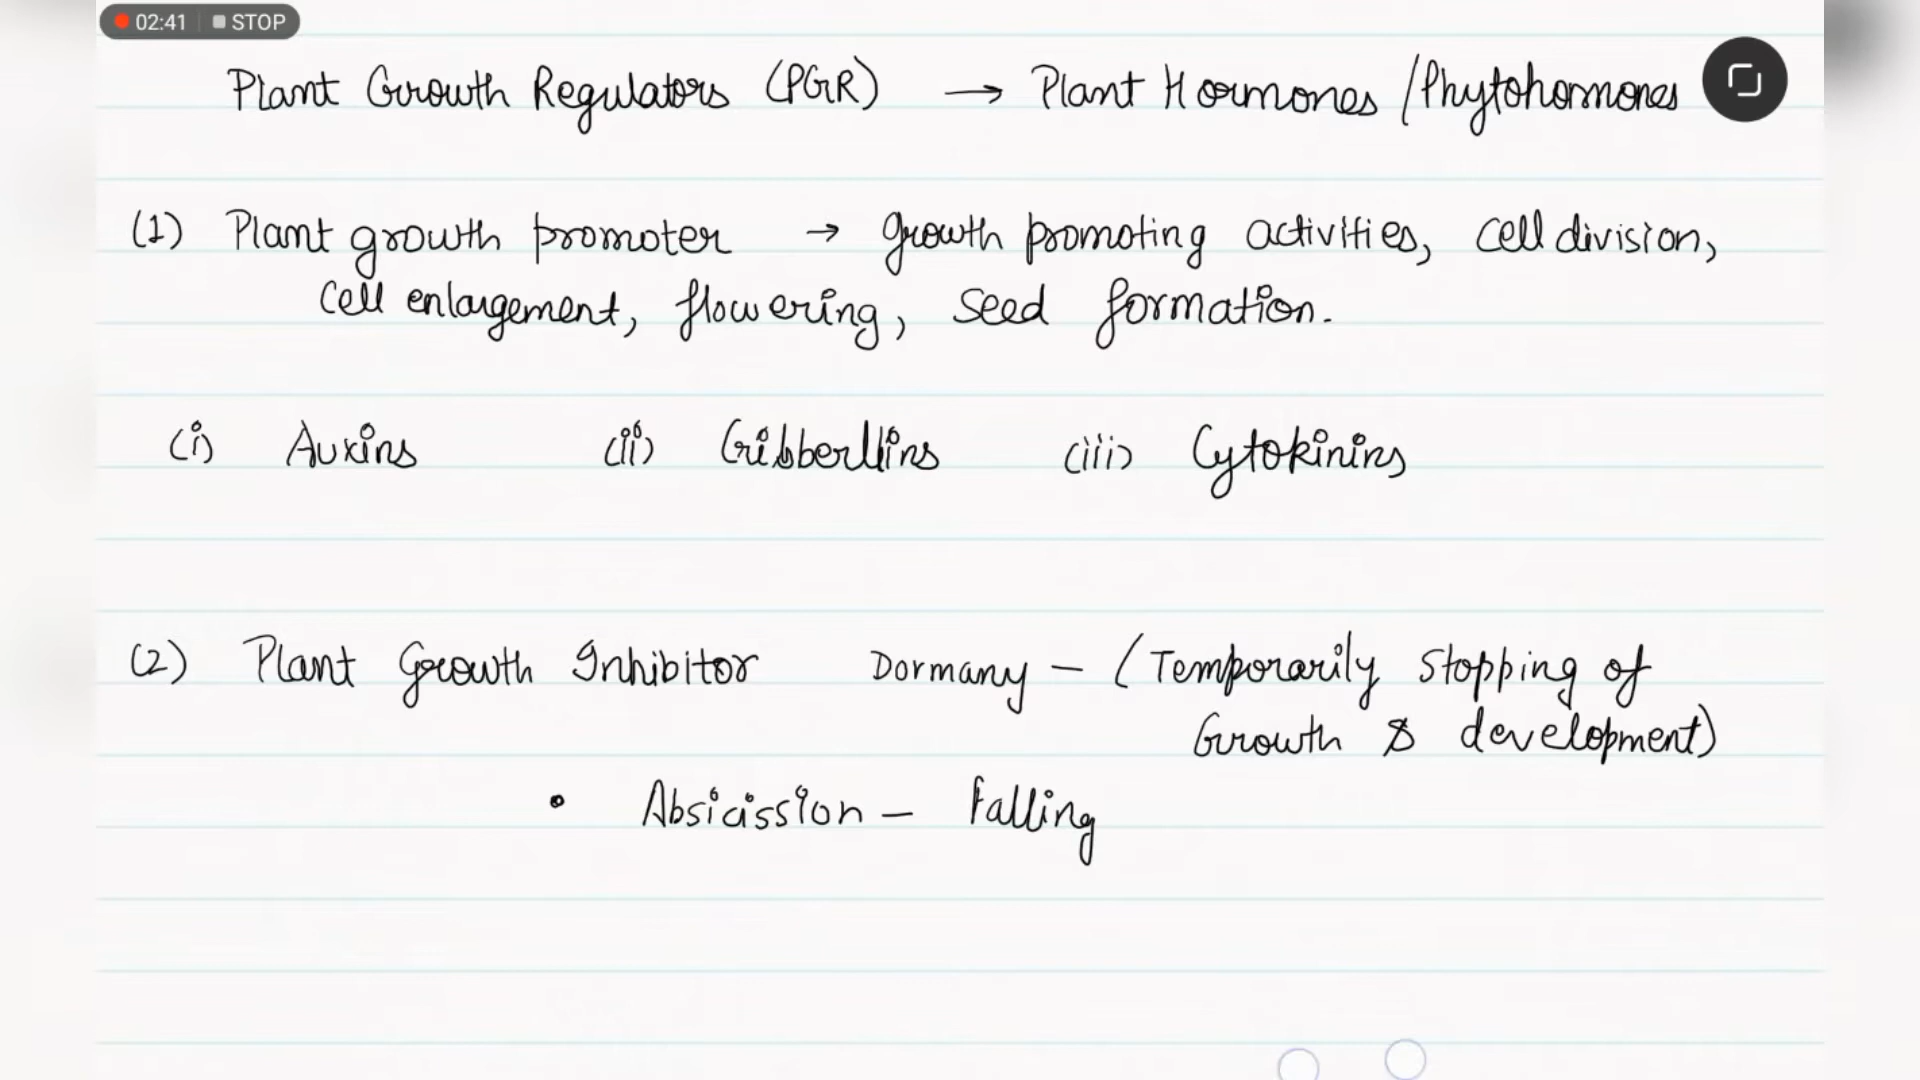 02:41 STOP
Plant Growth Regulators (PGR) → Plant Hormones / Phytohormones
(1) Plant growth promoter → growth promoting activities, cell division,
cell enlargement, flowering, seed formation.
(i) Auxins (ii) Gibberllins (iii) Cytokinins
(2) Plant Growth Inhibitor Dormany - (Temporarily stopping of
Growth & development)
• Absicission - Falling